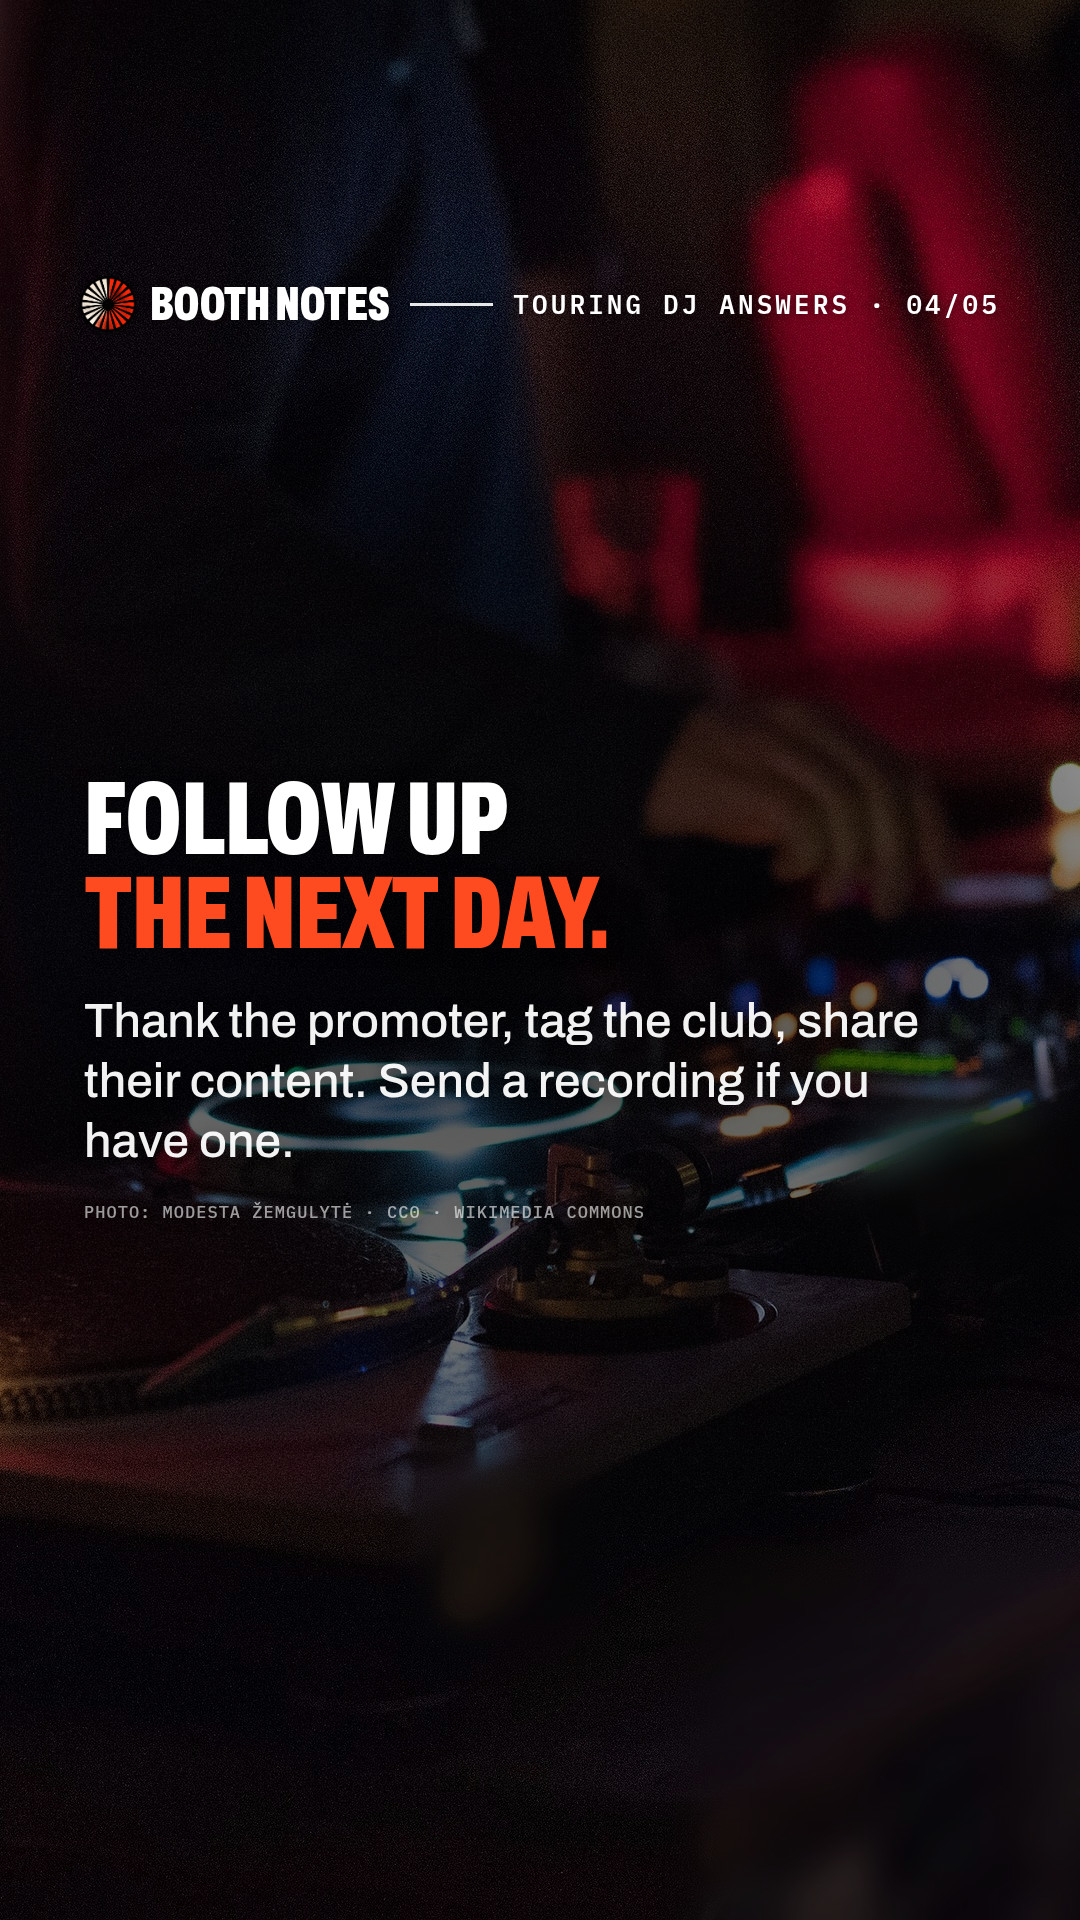 BOOTH NOTES — TOURING DJ ANSWERS · 04/05
FOLLOW UP
THE NEXT DAY.
Thank the promoter, tag the club, share
their content. Send a recording if you
have one.
PHOTO: MODESTA ŽEMGULYTĖ · CC0 · WIKIMEDIA COMMONS